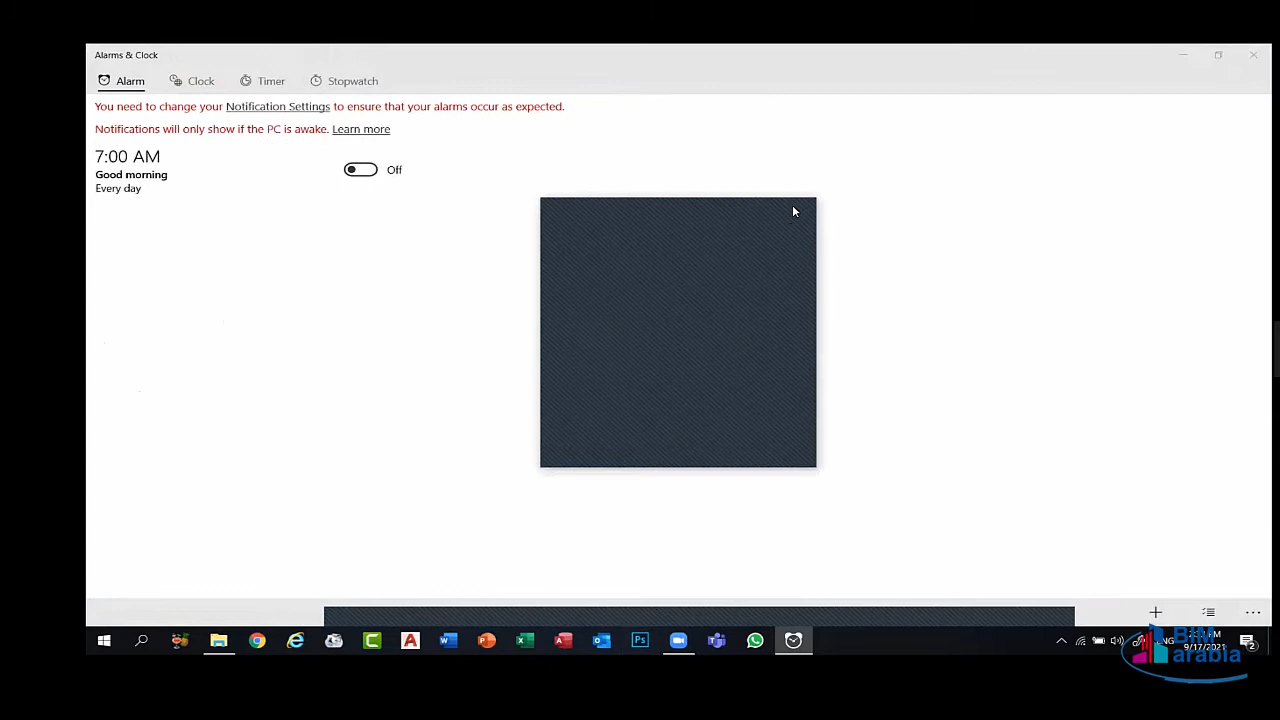 Alarms & Clock
Alarm Clock Timer Stopwatch
You need to change your Notification Settings to ensure that your alarms occur as expected.
Notifications will only show if the PC is awake. Learn more
7:00 AM
Off
Good morning
Every day
9/17/2021
2
BIM
arabia